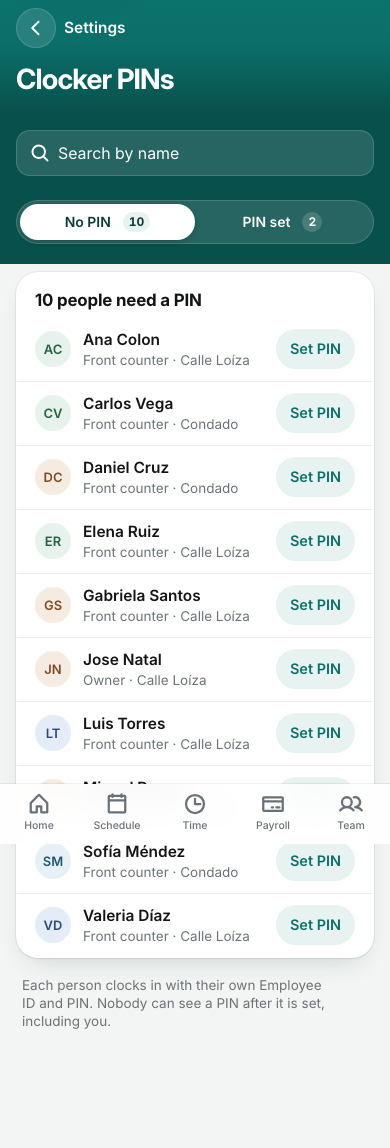 Settings
Clocker PINs
Search by name
No PIN 10
PIN set 2
10 people need a PIN
AC Ana Colon Set PIN
Front counter · Calle Loíza
CV Carlos Vega Set PIN
Front counter · Condado
DC Daniel Cruz Set PIN
Front counter · Condado
ER Elena Ruiz Set PIN
Front counter · Calle Loíza
GS Gabriela Santos Set PIN
Front counter · Calle Loíza
JN Jose Natal Set PIN
Owner · Calle Loíza
LT Luis Torres Set PIN
Front counter · Calle Loíza
Home Schedule Time Payroll Team
SM Sofía Méndez Set PIN
Front counter · Condado
VD Valeria Díaz Set PIN
Front counter · Calle Loíza
Each person clocks in with their own Employee
ID and PIN. Nobody can see a PIN after it is set,
including you.